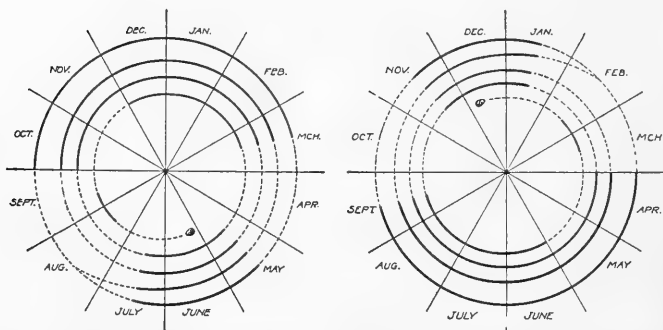 DEC. JAN.
NOV. FEB.
OCT. MCH.
SEPT. APR.
AUG. MAY
JULY JUNE
DEC. JAN.
NOV. FEB.
OCT. MCH.
SEPT. APR.
AUG. MAY
JULY JUNE